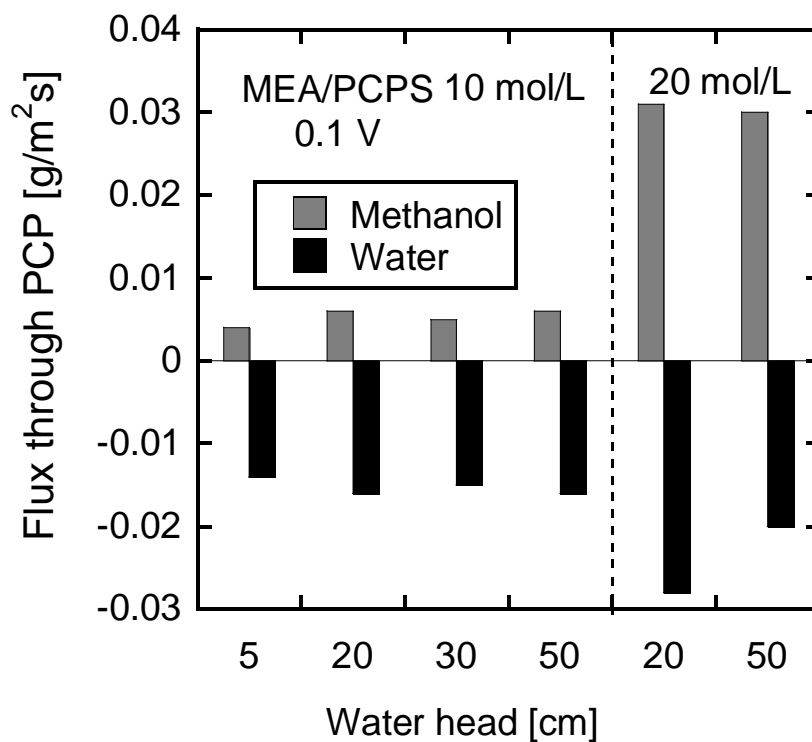 Flux through PCP [g/m²s]
0.04
0.03
0.02
0.01
0
-0.01
-0.02
-0.03
MEA/PCPS 10 mol/L
0.1 V
20 mol/L
Methanol
Water
5 20 30 50 20 50
Water head [cm]